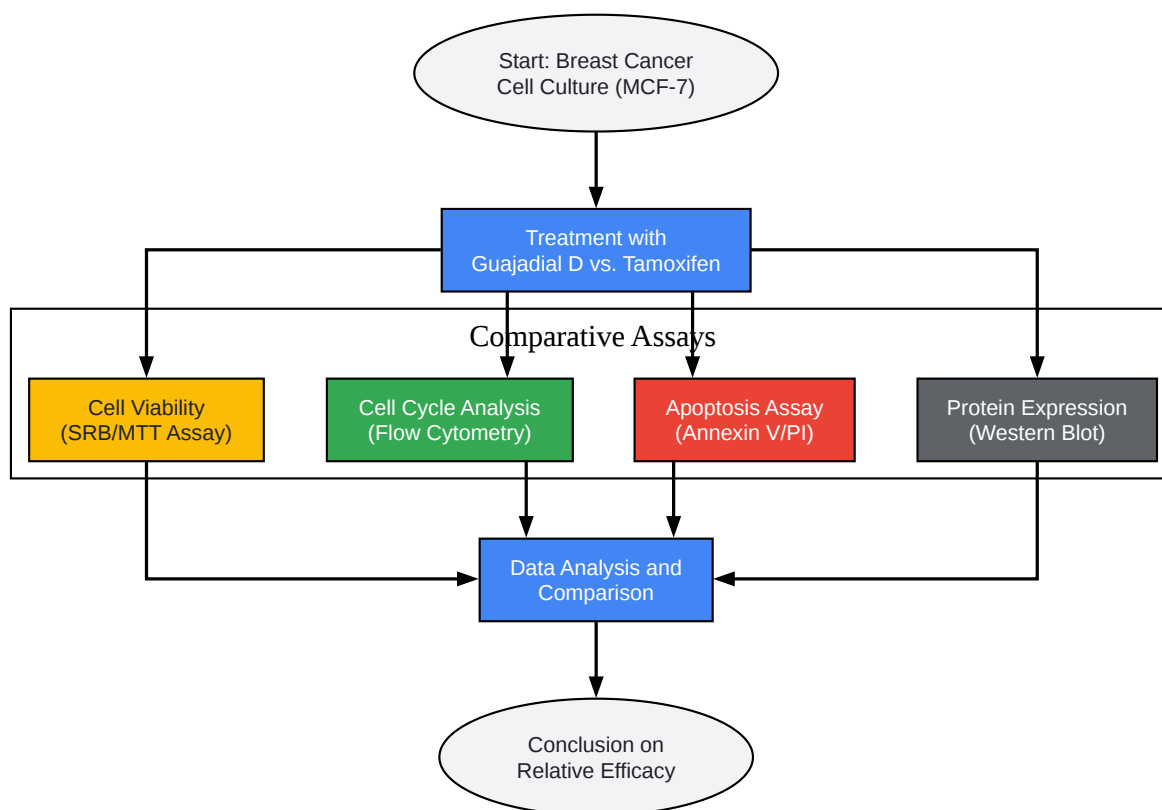 Start: Breast Cancer
Cell Culture (MCF-7)
Treatment with
Guajadial D vs. Tamoxifen
Comparative Assays
Cell Viability
(SRB/MTT Assay)
Cell Cycle Analysis
(Flow Cytometry)
Apoptosis Assay
(Annexin V/PI)
Protein Expression
(Western Blot)
Data Analysis and
Comparison
Conclusion on
Relative Efficacy